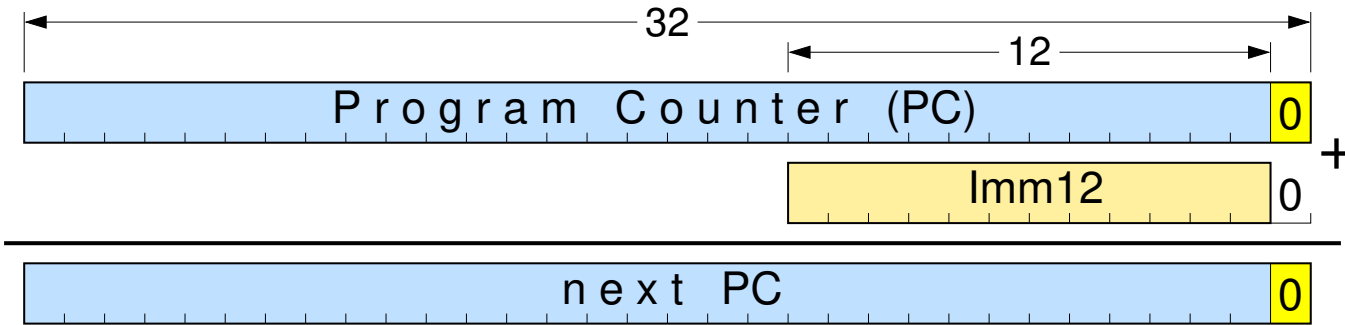 32
12
Program Counter (PC) 0
+
Imm12 0
next PC 0